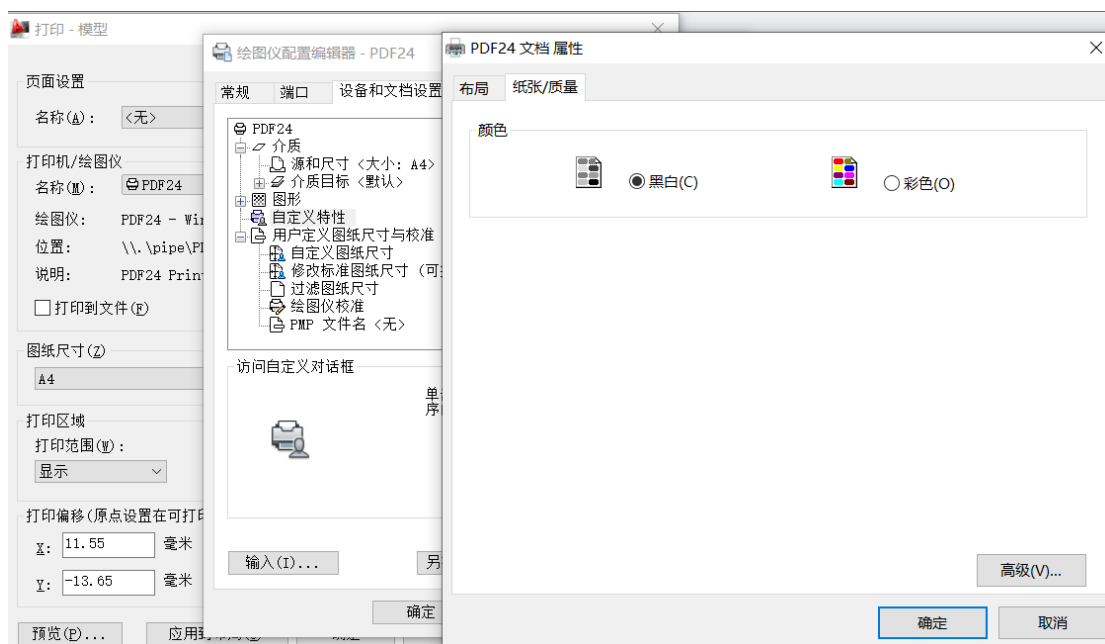 打印 - 模型
页面设置
名称(A)：
<无>
打印机/绘图仪
名称(M)：
PDF24
绘图仪：
PDF24 - Wi
位置：
\\.\pipe\P
说明：
PDF24 Prin
打印到文件(F)
图纸尺寸(Z)
A4
打印区域
打印范围(W)：
显示
打印偏移(原点设置在可打
X:
11.55
毫米
Y:
-13.65
毫米
预览(P)...
应用
绘图仪配置编辑器 - PDF24
常规
端口
设备和文档设置
PDF24
介质
源和尺寸 <大小: A4>
介质目标 <默认>
图形
自定义特性
用户定义图纸尺寸与校准
自定义图纸尺寸
修改标准图纸尺寸 (可
过滤图纸尺寸
绘图仪校准
PMP 文件名 <无>
访问自定义对话框
单
序
输入(I)...
另
确定
PDF24 文档 属性
布局
纸张/质量
颜色
黑白(C)
彩色(O)
高级(V)...
确定
取消